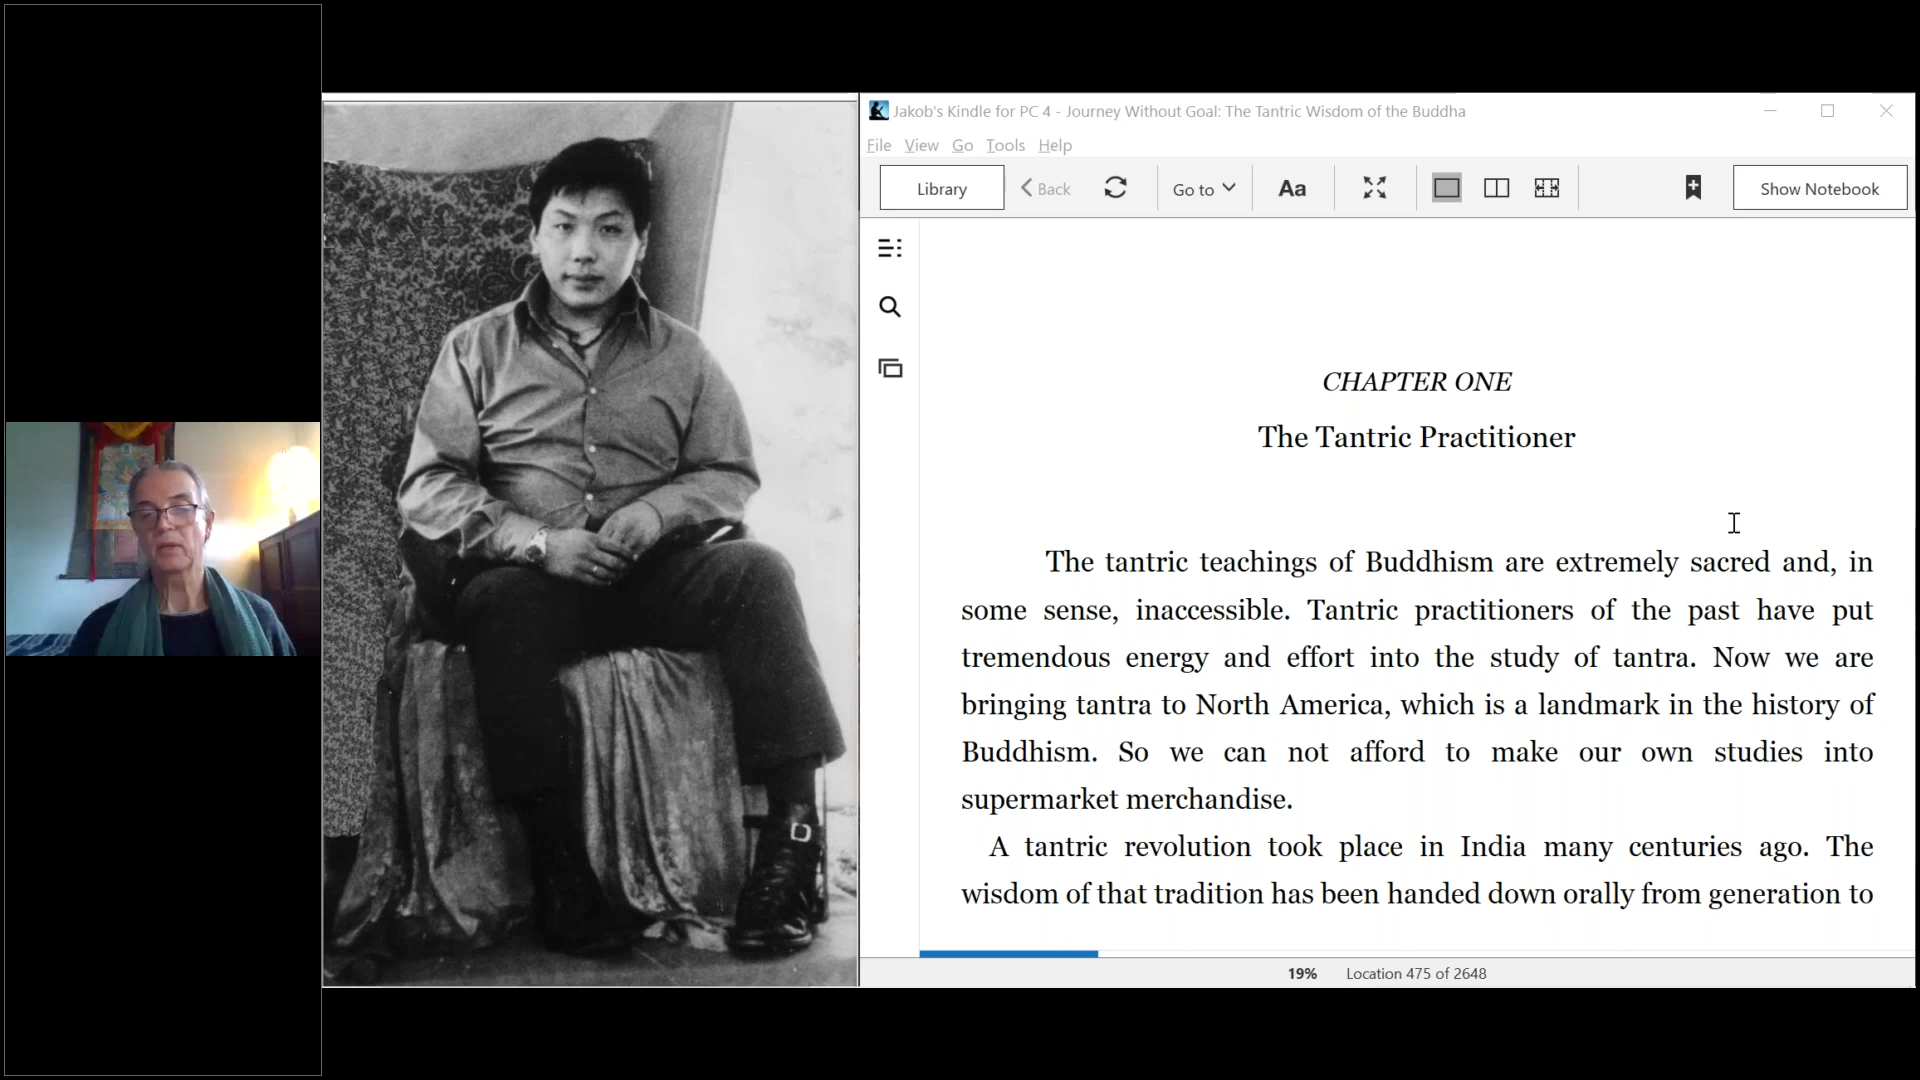 Jakob's Kindle for PC 4 - Journey Without Goal: The Tantric Wisdom of the Buddha
File View Go Tools Help
Library Back Go to Aa Show Notebook
CHAPTER ONE
The Tantric Practitioner
The tantric teachings of Buddhism are extremely sacred and, in
some sense, inaccessible. Tantric practitioners of the past have put
tremendous energy and effort into the study of tantra. Now we are
bringing tantra to North America, which is a landmark in the history of
Buddhism. So we can not afford to make our own studies into
supermarket merchandise.
A tantric revolution took place in India many centuries ago. The
wisdom of that tradition has been handed down orally from generation to
19% Location 475 of 2648